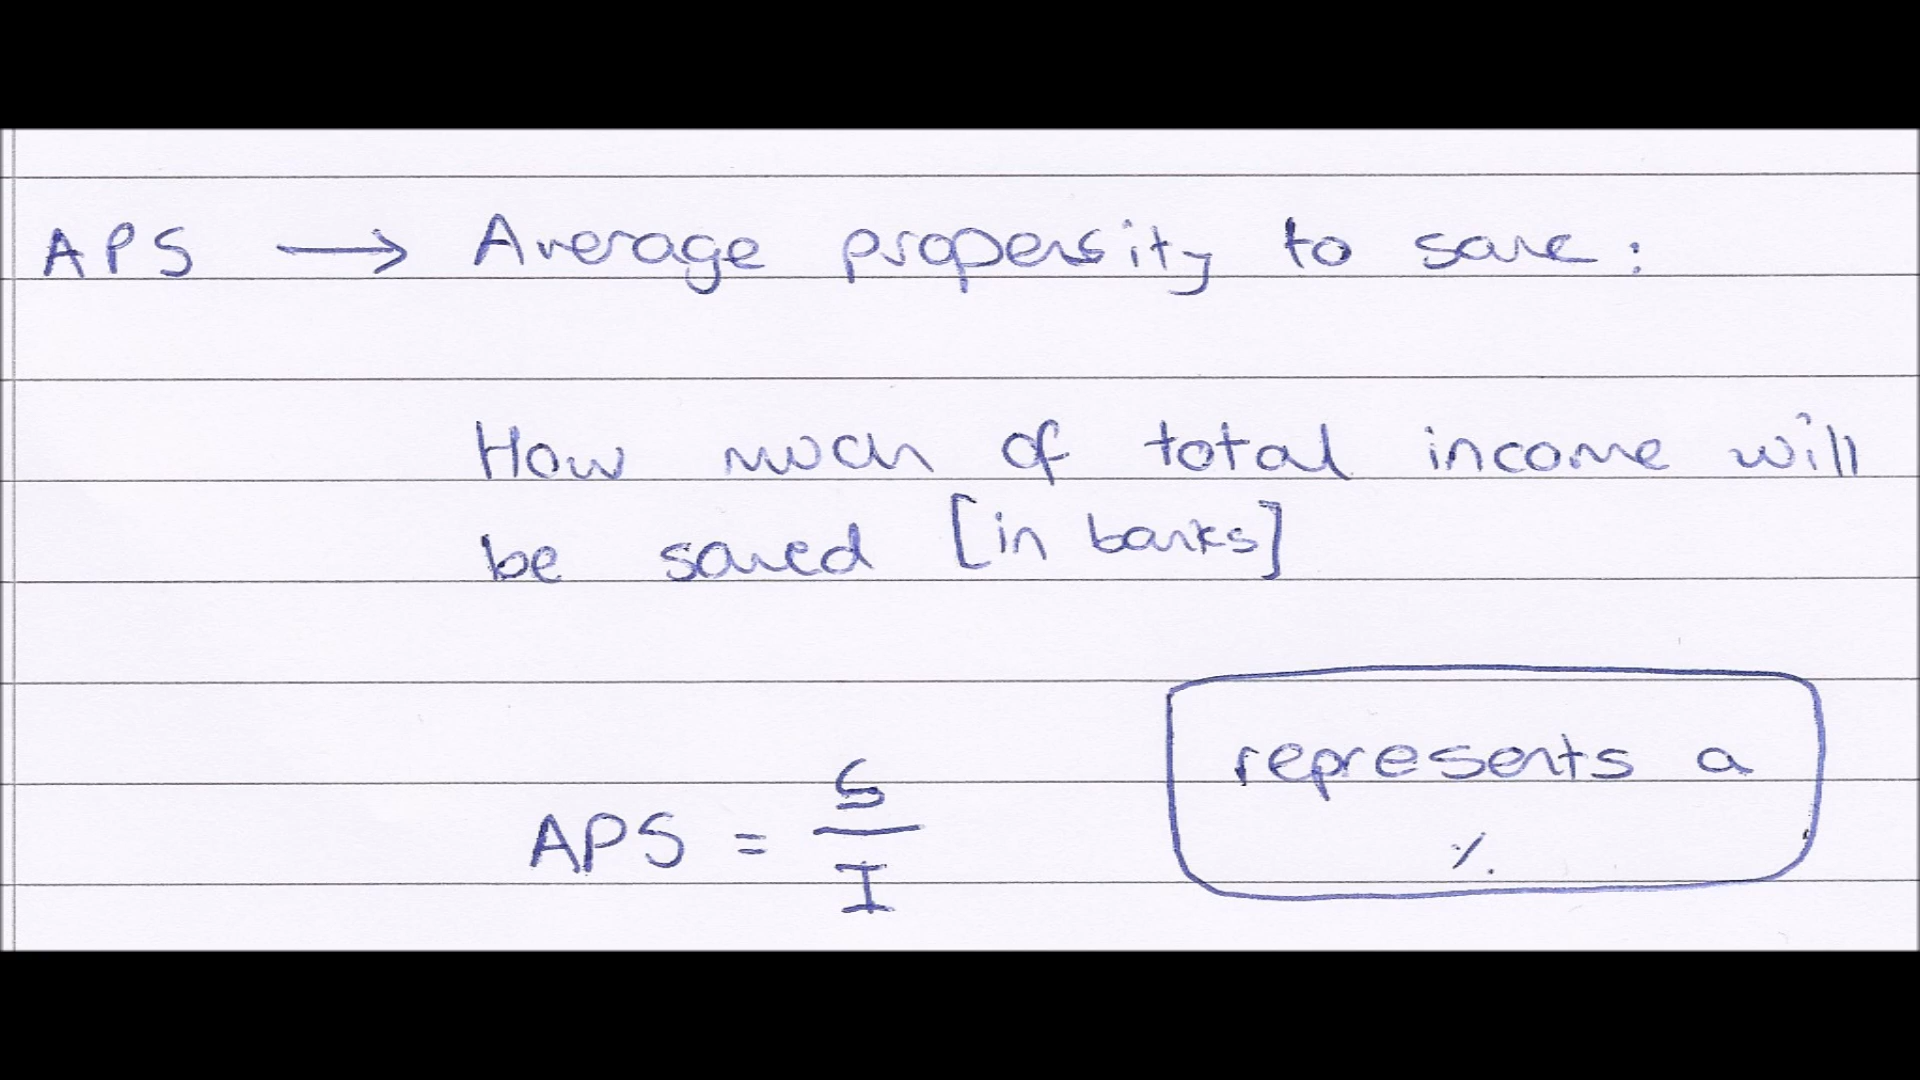 APS → Average propensity to save:
How much of total income will
be saved [in banks]
APS = S/I
represents a
%